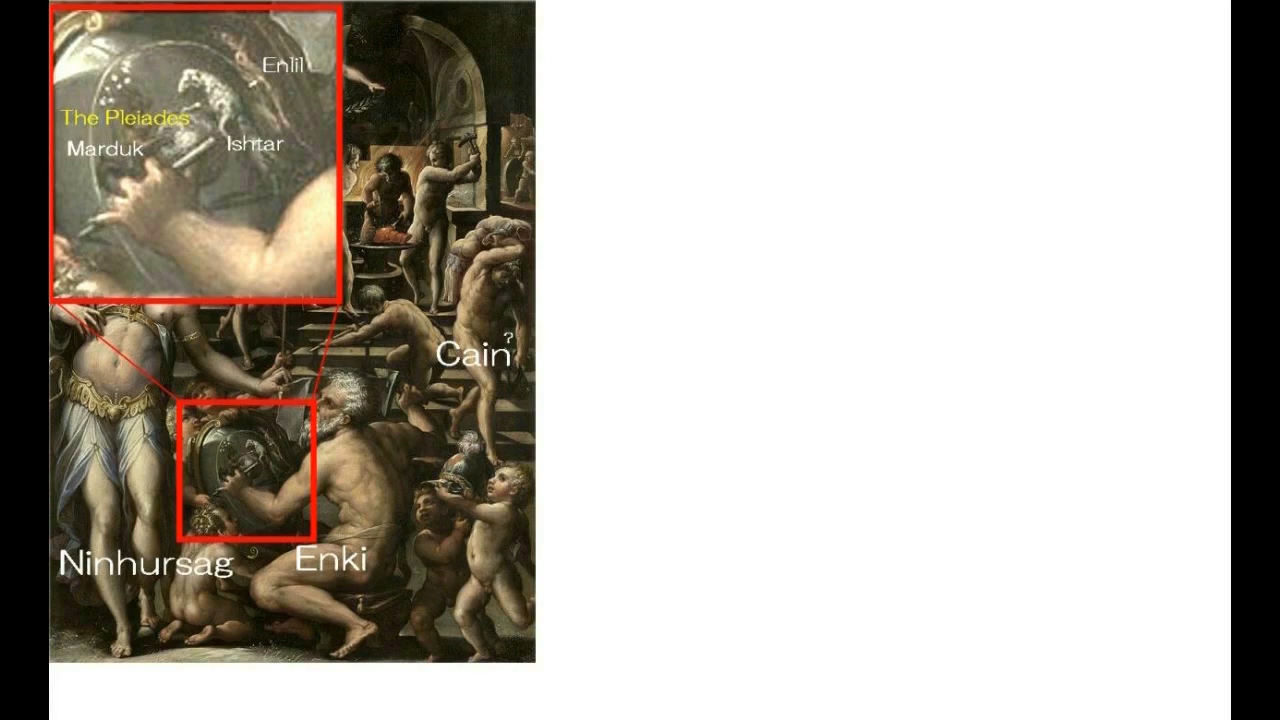 Enlil
The Pleiades
Marduk
Ishtar
?
Cain
Ninhursag
Enki